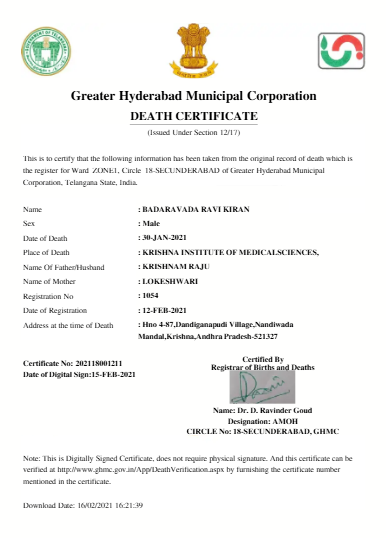 Greater Hyderabad Municipal Corporation
DEATH CERTIFICATE
(Issued Under Section 12/17)
This is to certify that the following information has been taken from the original record of death which is
the register for Ward ZONE1, Circle 18-SECUNDERABAD of Greater Hyderabad Municipal
Corporation, Telangana State, India.
Name : BADARAVADA RAVI KIRAN
Sex : Male
Date of Death : 30-JAN-2021
Place of Death : KRISHNA INSTITUTE OF MEDICALSCIENCES,
Name Of Father/Husband : KRISHNAM RAJU
Name of Mother : LOKESHWARI
Registration No : 1054
Date of Registration : 12-FEB-2021
Address at the time of Death : Hno 4-87,Dandiganapudi Village,Nandiwada
Mandal,Krishna,Andhra Pradesh-521327
Certificate No: 202118001211
Date of Digital Sign:15-FEB-2021
Certified By
Registrar of Births and Deaths
Name: Dr. D. Ravinder Goud
Designation: AMOH
CIRCLE No: 18-SECUNDERABAD, GHMC
Note: This is Digitally Signed Certificate, does not require physical signature. And this certificate can be
verified at http://www.ghmc.gov.in/App/DeathVerification.aspx by furnishing the certificate number
mentioned in the certificate.
Download Date: 16/02/2021 16:21:39